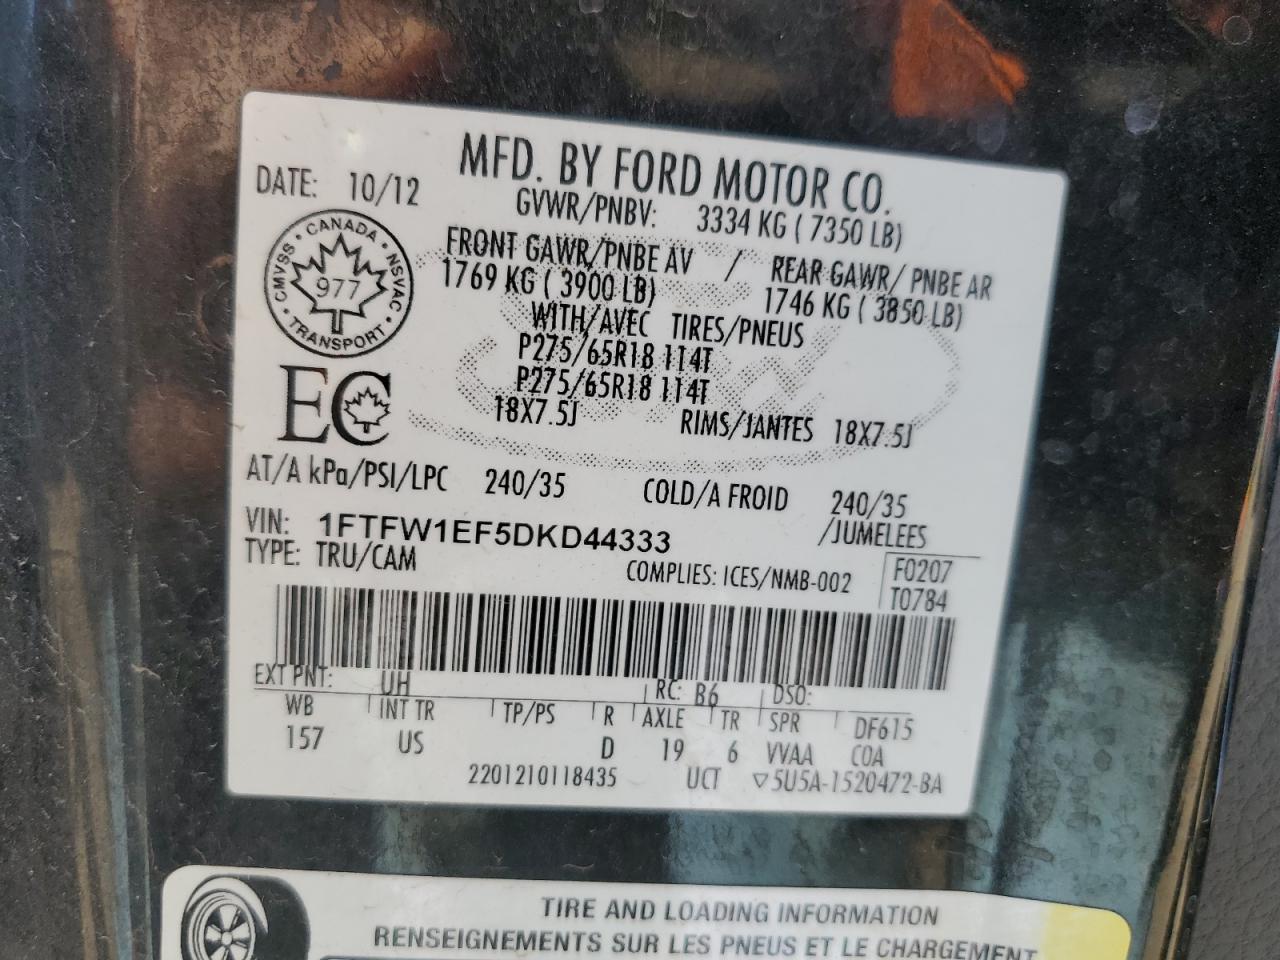 MFD. BY FORD MOTOR CO.
DATE: 10/12
GVWR/PNBV: 3334 KG ( 7350 LB)
CANADA
CMVSS
NSVAC
977
TRANSPORT
FRONT GAWR/PNBE AV / REAR GAWR/ PNBE AR
1769 KG ( 3900 LB) 1746 KG ( 3850 LB)
WITH/AVEC TIRES/PNEUS
P275/65R18 114T
P275/65R18 114T
18X7.5J RIMS/JANTES 18X7.5J
EC
AT/A kPa/PSI/LPC 240/35 COLD/A FROID 240/35
VIN: 1FTFW1EF5DKD44333 /JUMELEES
TYPE: TRU/CAM COMPLIES: ICES/NMB-002 F0207
T0784
EXT PNT: UH RC: B6 DSO:
WB INT TR TP/PS R AXLE TR SPR DF615
157 US D 19 6 VVAA COA
2201210118435 UCT ▽5U5A-1520472-BA
TIRE AND LOADING INFORMATION
RENSEIGNEMENTS SUR LES PNEUS ET LE CHARGEMENT